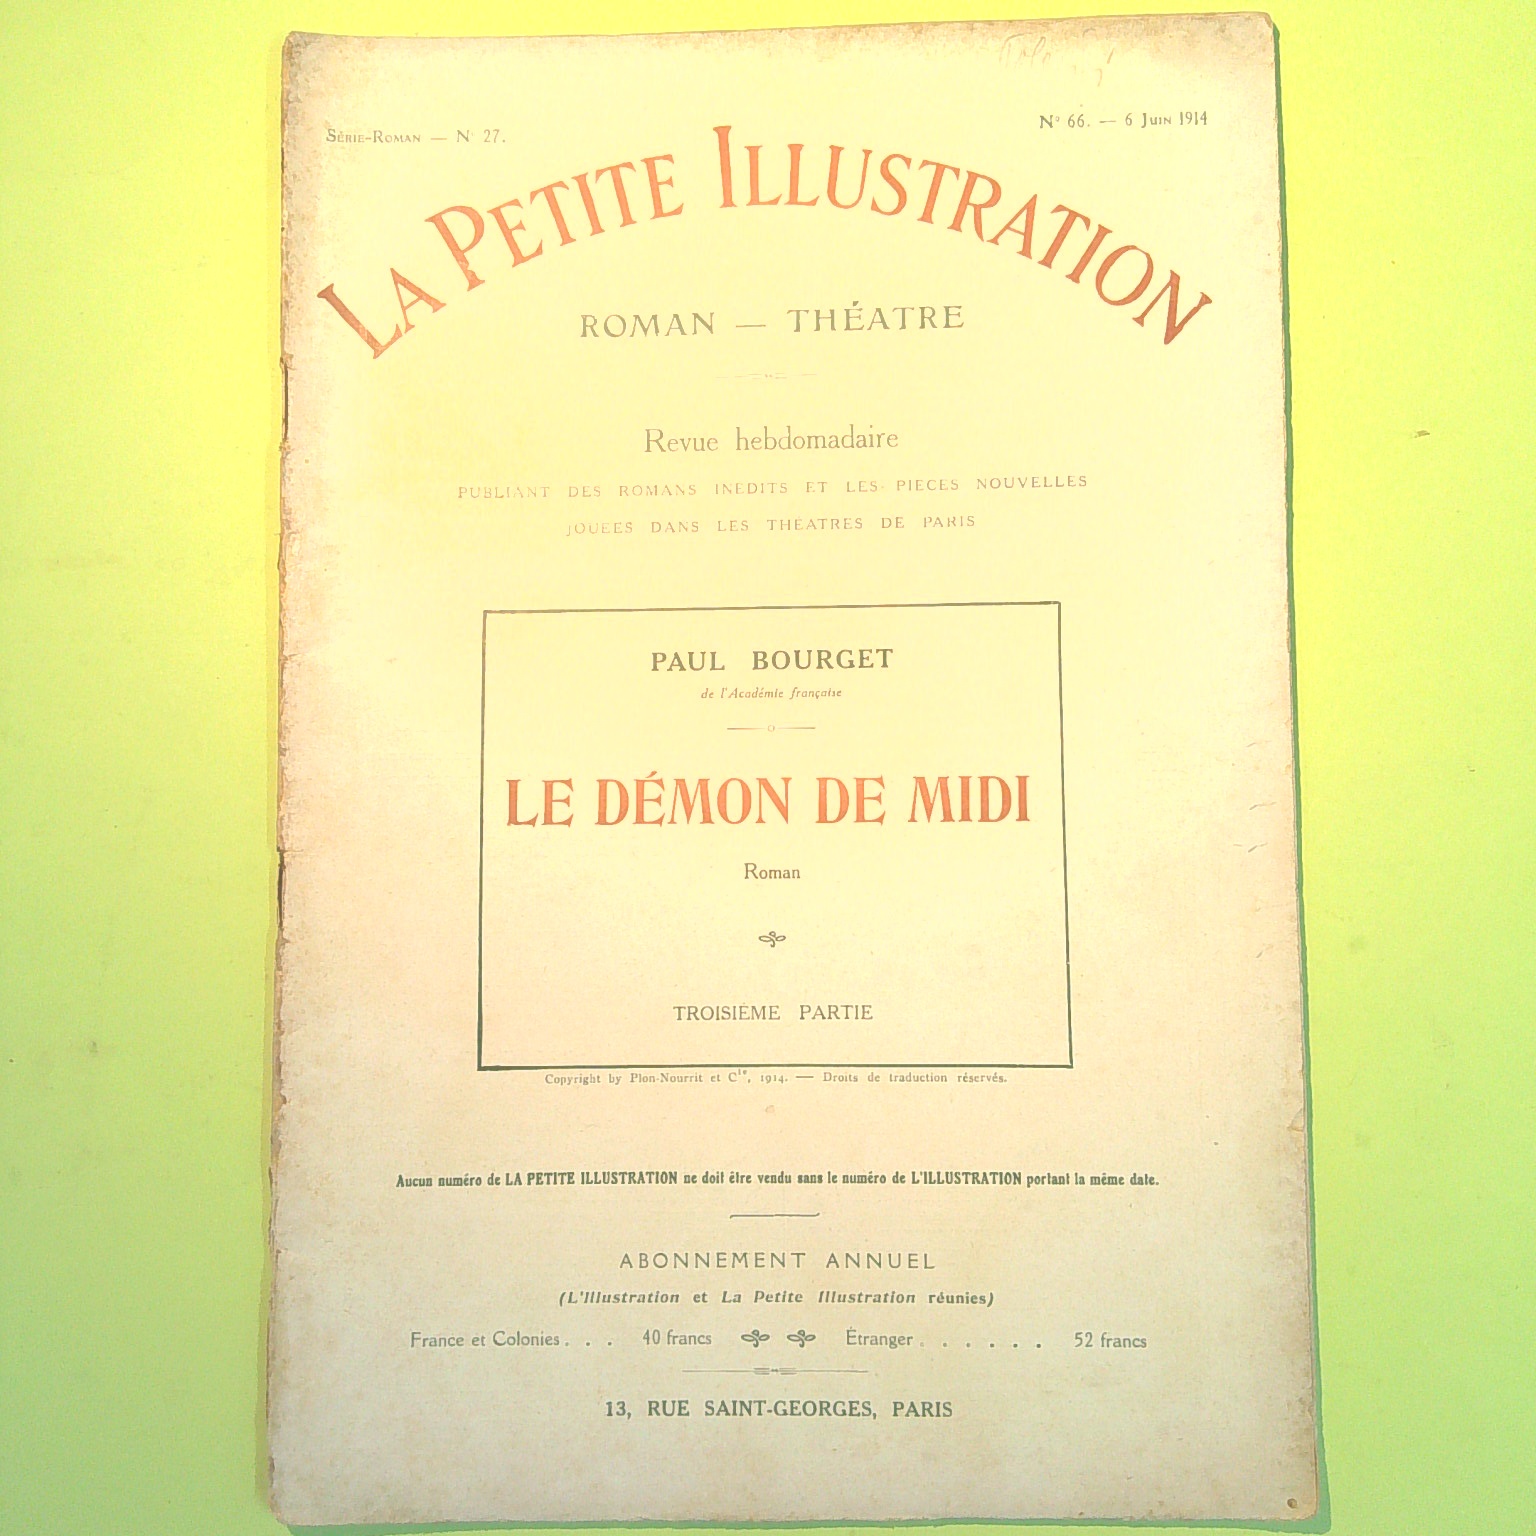 Série-Roman — N° 27.
N° 66. — 6 Juin 1914
LA PETITE ILLUSTRATION
ROMAN — THÉATRE
Revue hebdomadaire
PUBLIANT DES ROMANS INÉDITS ET LES PIÈCES NOUVELLES
JOUÉES DANS LES THÉATRES DE PARIS
PAUL BOURGET
de l'Académie française
LE DÉMON DE MIDI
Roman
TROISIÈME PARTIE
Copyright by Plon-Nourrit et Cie, 1914. — Droits de traduction réservés.
Aucun numéro de LA PETITE ILLUSTRATION ne doit être vendu sans le numéro de L'ILLUSTRATION portant la même date.
ABONNEMENT ANNUEL
(L'Illustration et La Petite Illustration réunies)
France et Colonies. . . 40 francs Étranger. . . . . . 52 francs
13, RUE SAINT-GEORGES, PARIS